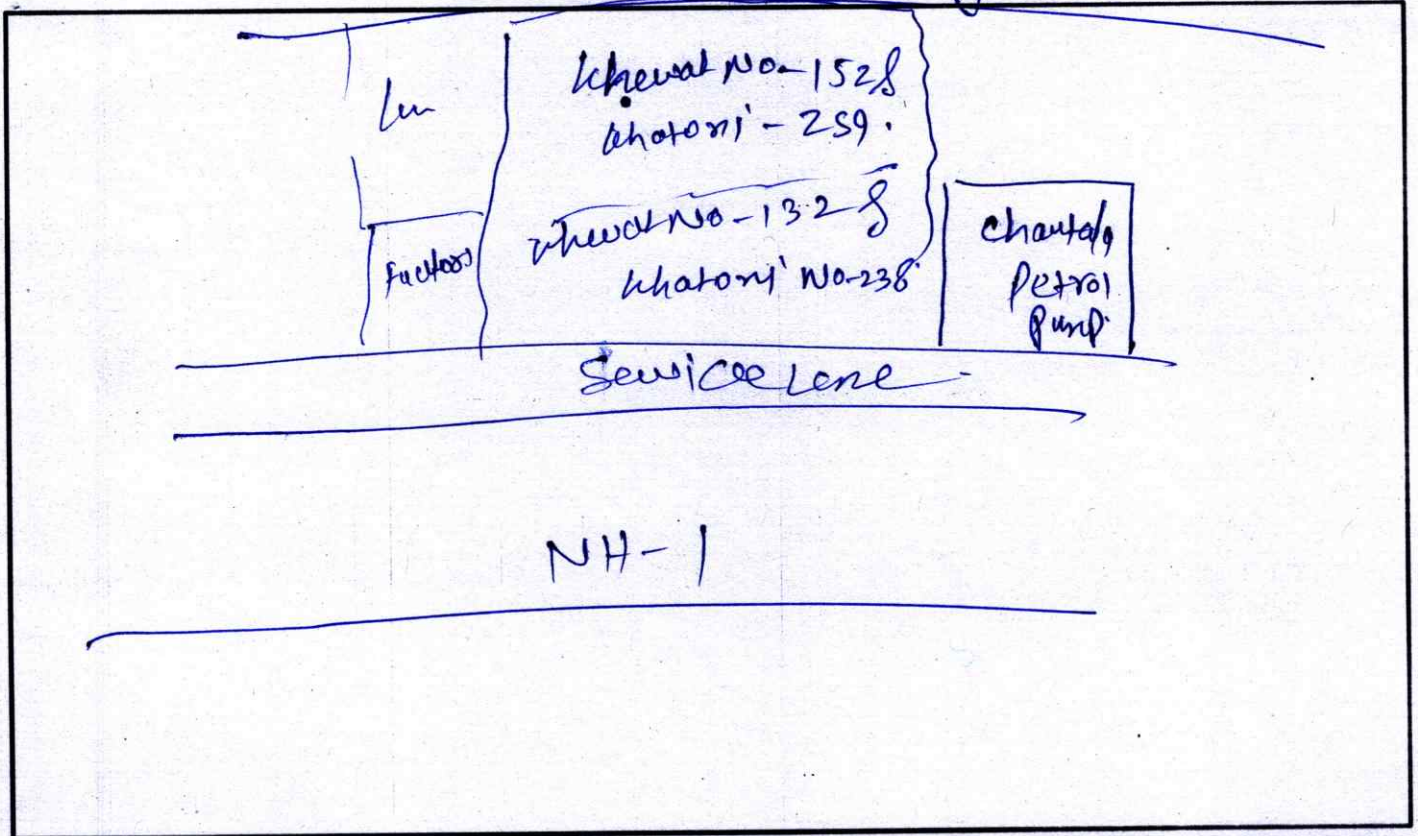 Khewat No-152 &
khatoni - 259.
khewat No-132 &
khatoni No-238
Factory
Chautala
Petrol
Pump.
Service Lane
NH-1